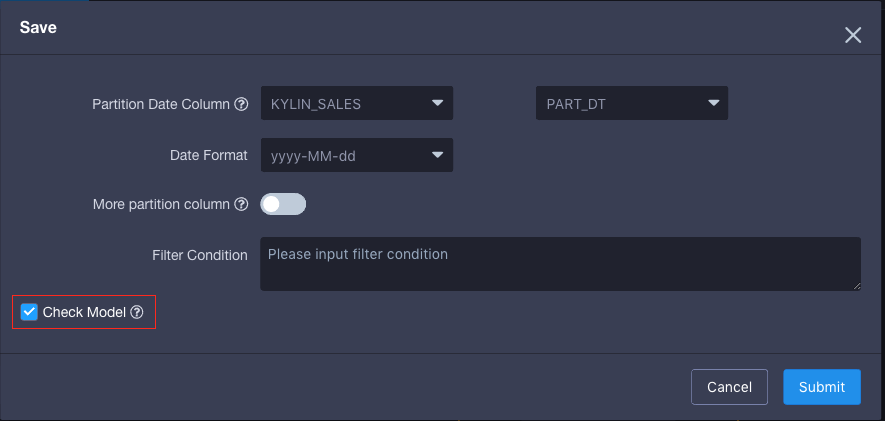 Save
Partition Date Column ? KYLIN_SALES PART_DT
Date Format yyyy-MM-dd
More partition column ?
Filter Condition Please input filter condition
Check Model ?
Cancel Submit